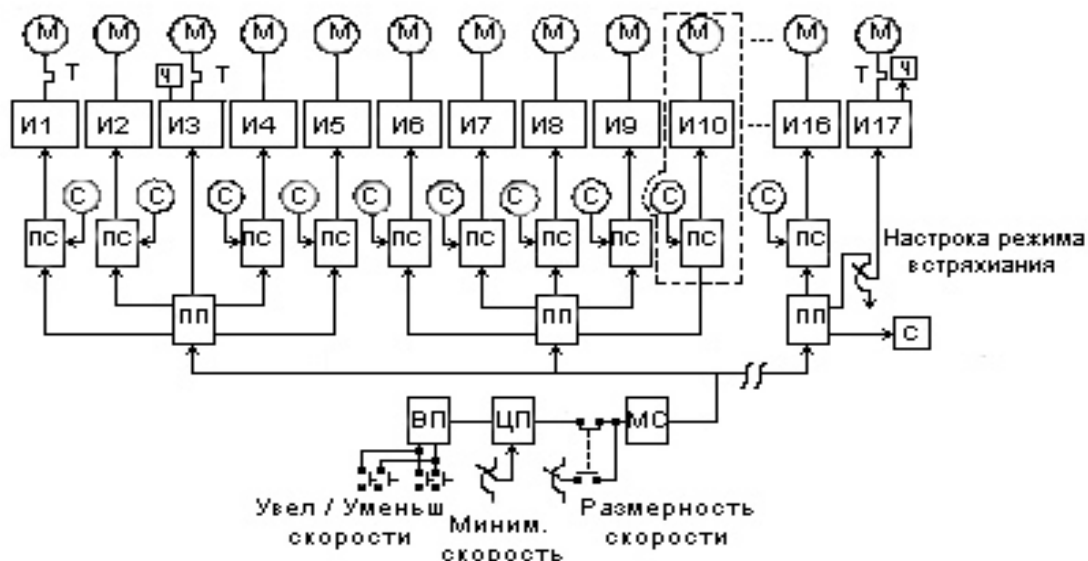 М М М М М М М М М М М М
Т Ч Т Т Ч
И1 И2 И3 И4 И5 И6 И7 И8 И9 И10 И16 И17
С С С С С С С С С С
ПС ПС ПС ПС ПС ПС ПС ПС ПС ПС
Настрока режима
встряхиания
ПП ПП ПП С
ВП ЦП МС
Увел / Уменьш
скорости
Миним.
скорость
Размерность
скорости